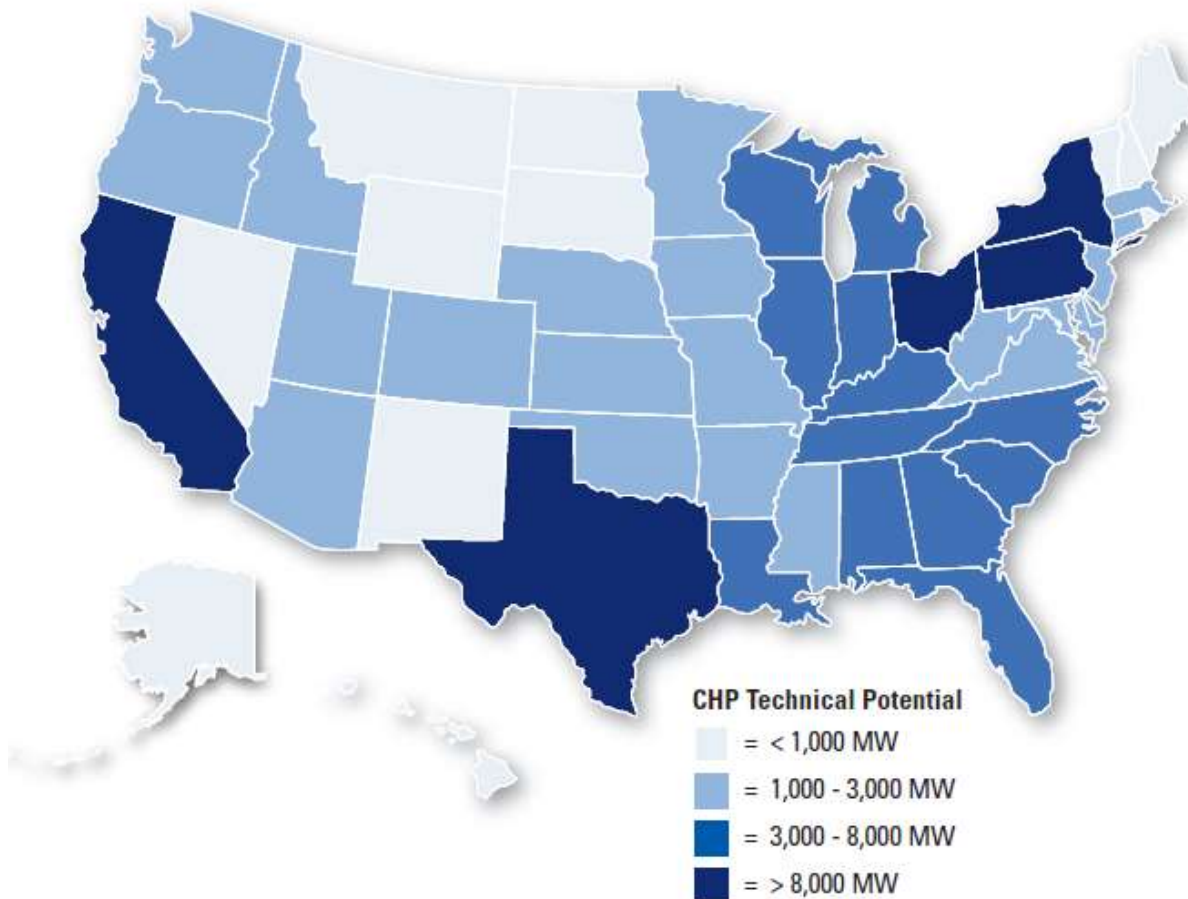 CHP Technical Potential
= < 1,000 MW
= 1,000 - 3,000 MW
= 3,000 - 8,000 MW
= > 8,000 MW